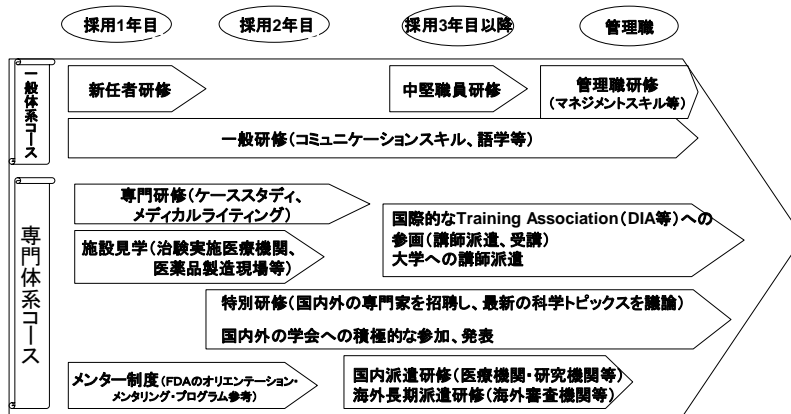 採用1年目
採用2年目
採用3年目以降
管理職
一般体系コース
新任者研修
中堅職員研修
管理職研修
(マネジメントスキル等)
一般研修(コミュニケーションスキル、語学等)
専門体系コース
専門研修(ケーススタディ、
メディカルライティング)
施設見学(治験実施医療機関、
医薬品製造現場等)
国際的なTraining Association(DIA等)への
参画(講師派遣、受講)
大学への講師派遣
特別研修(国内外の専門家を招聘し、最新の科学トピックスを議論)
国内外の学会への積極的な参加、発表
メンター制度(FDAのオリエンテーション・
メンタリング・プログラム参考)
国内派遣研修(医療機関・研究機関等)
海外長期派遣研修(海外審査機関等)